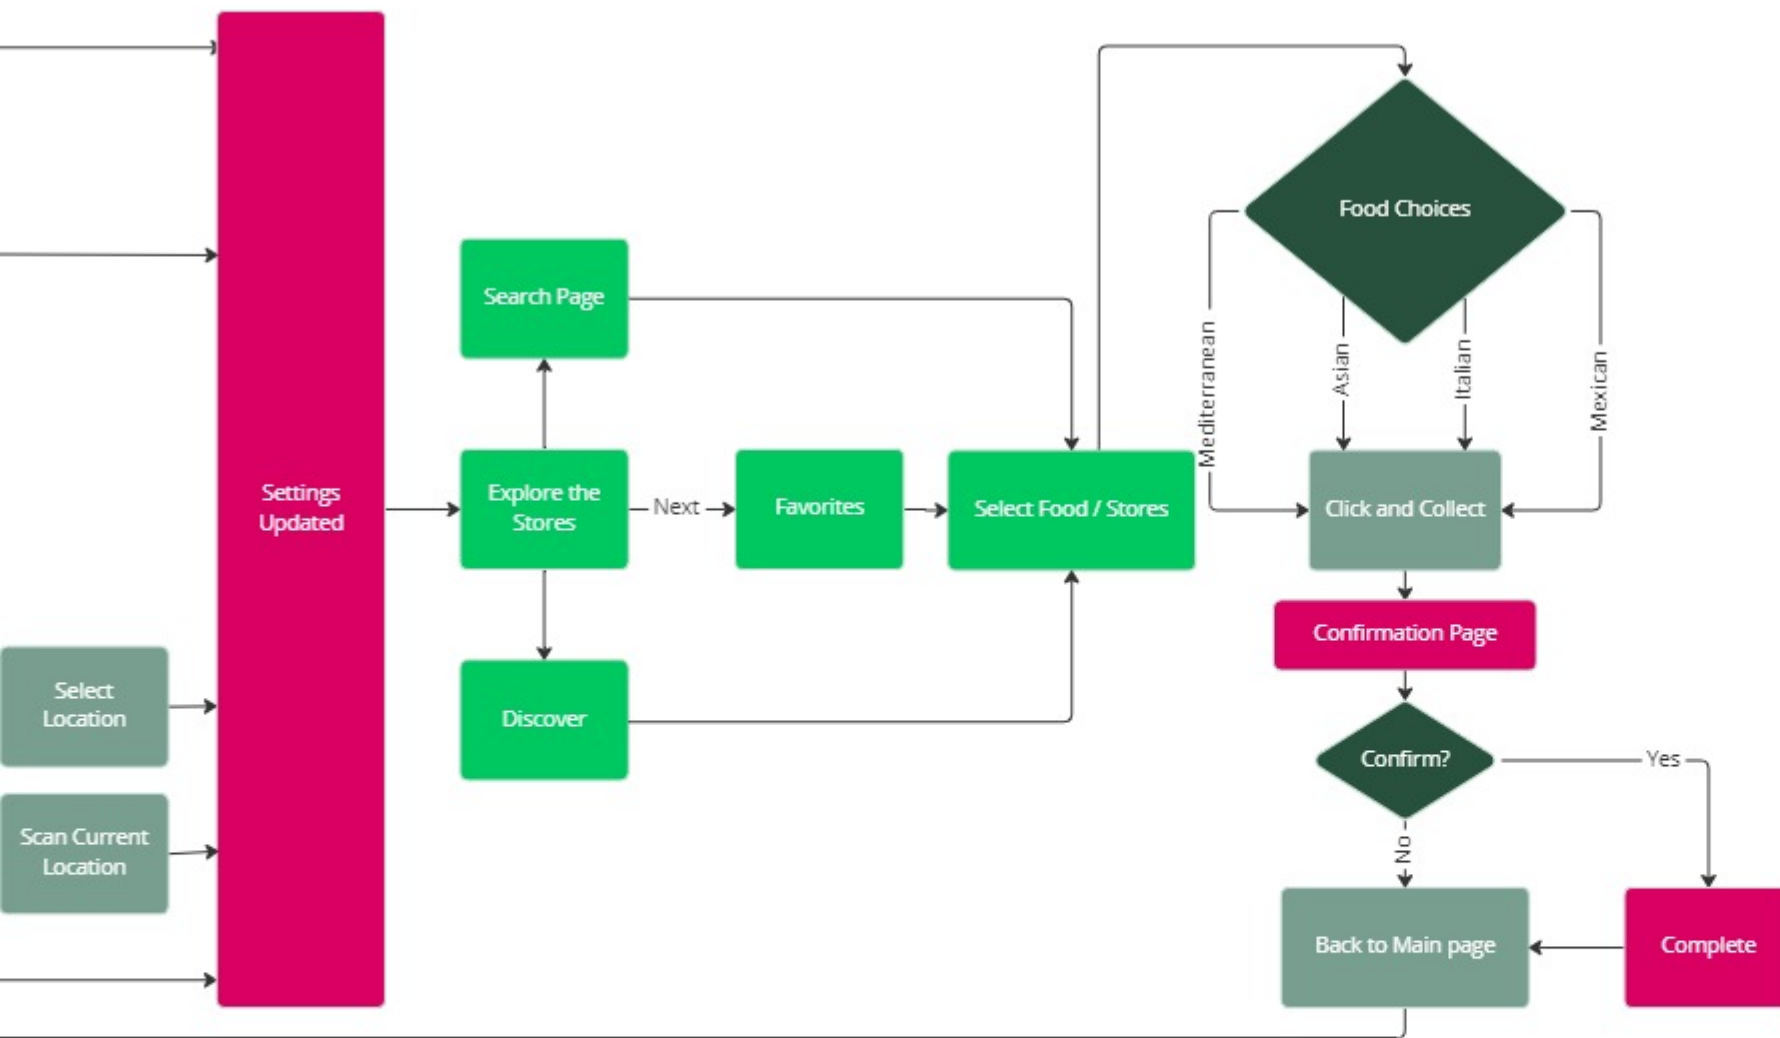 Settings
Updated
Select
Location
Scan Current
Location
Search Page
Explore the
Stores
Next
Discover
Favorites
Select Food / Stores
Food Choices
Mediterranean
Asian
Italian
Mexican
Click and Collect
Confirmation Page
Confirm?
Yes
No
Back to Main page
Complete